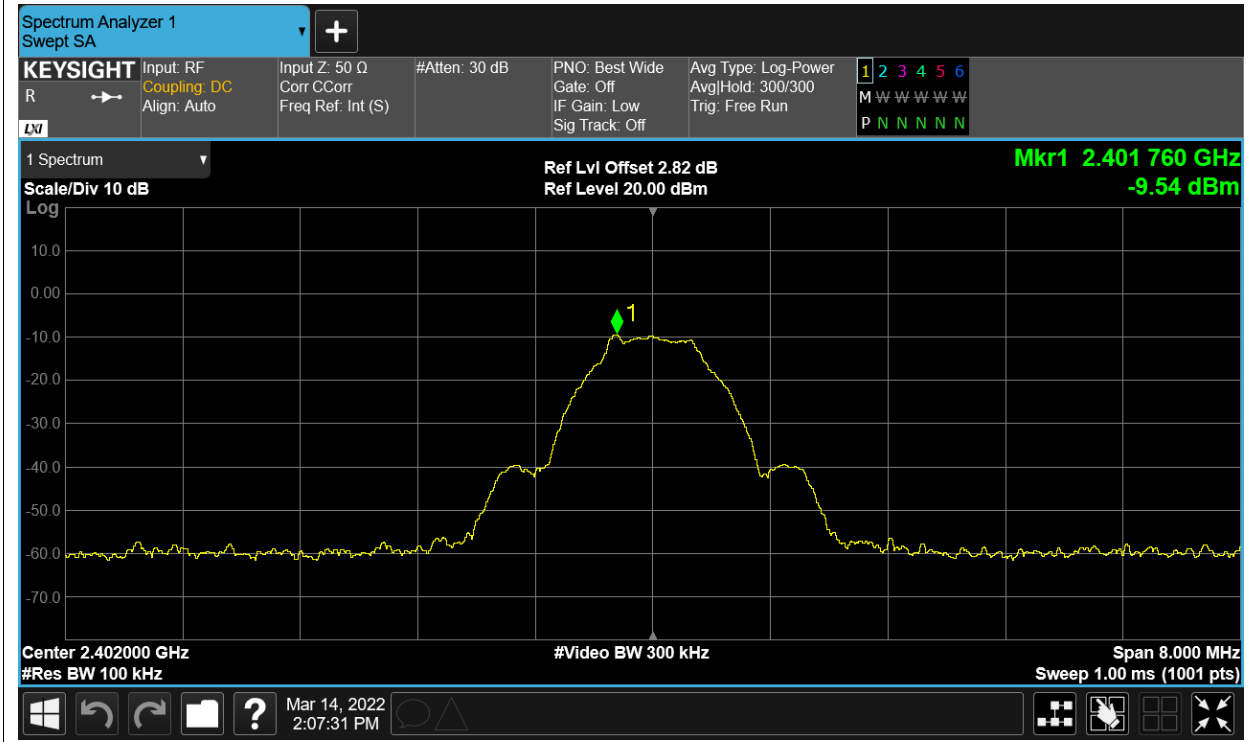 Spectrum Analyzer 1
Swept SA
KEYSIGHT
R
LXI
Input: RF
Coupling: DC
Align: Auto
Input Z: 50 Ω
Corr CCorr
Freq Ref: Int (S)
#Atten: 30 dB
PNO: Best Wide
Gate: Off
IF Gain: Low
Sig Track: Off
Avg Type: Log-Power
Avg|Hold: 300/300
Trig: Free Run
1 2 3 4 5 6
M W W W W W
P N N N N N
1 Spectrum
Scale/Div 10 dB
Log
Ref Lvl Offset 2.82 dB
Ref Level 20.00 dBm
Mkr1 2.401 760 GHz
-9.54 dBm
10.0
0.00
-10.0
-20.0
-30.0
-40.0
-50.0
-60.0
-70.0
1
Center 2.402000 GHz
#Res BW 100 kHz
#Video BW 300 kHz
Span 8.000 MHz
Sweep 1.00 ms (1001 pts)
?
Mar 14, 2022
2:07:31 PM